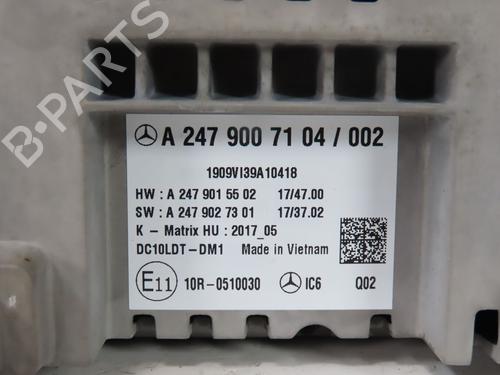 A 247 900 71 04 / 002
1909VI39A10418
HW : A 247 901 55 02 17/47.00
SW : A 247 902 73 01 17/37.02
K - Matrix HU : 2017_05
DC10LDT-DM1 Made in Vietnam
E11 10R-0510030 IC6 Q02
B-PARTS